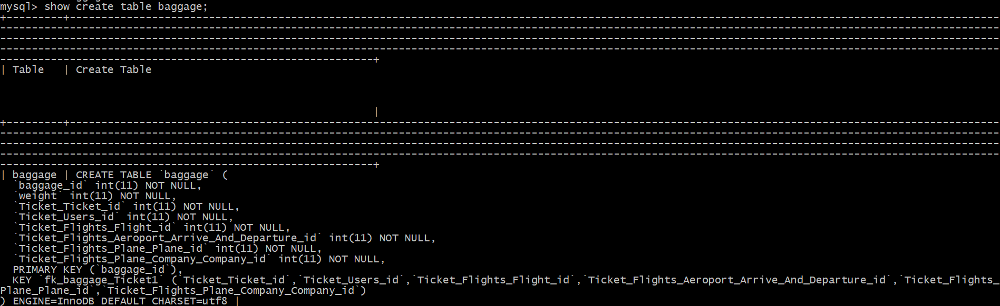 mysql> show create table baggage;
+---------+----------------------------------------------------------------------------------------------------------------------------------------------------
--------------------------------------------------------------------------------------------------------------------------------------------------------------
--------------------------------------------------------------------------------------------------------------------------------------------------------------
--------------------------------------------------------------------------------------------------------------------------------------------------------------
-----------------------------------------------------------+
| Table   | Create Table
|
+---------+----------------------------------------------------------------------------------------------------------------------------------------------------
--------------------------------------------------------------------------------------------------------------------------------------------------------------
--------------------------------------------------------------------------------------------------------------------------------------------------------------
--------------------------------------------------------------------------------------------------------------------------------------------------------------
-----------------------------------------------------------+
| baggage | CREATE TABLE `baggage` (
  `baggage_id` int(11) NOT NULL,
  `weight` int(11) NOT NULL,
  `Ticket_Ticket_id` int(11) NOT NULL,
  `Ticket_Users_id` int(11) NOT NULL,
  `Ticket_Flights_Flight_id` int(11) NOT NULL,
  `Ticket_Flights_Aeroport_Arrive_And_Departure_id` int(11) NOT NULL,
  `Ticket_Flights_Plane_Plane_id` int(11) NOT NULL,
  `Ticket_Flights_Plane_Company_Company_id` int(11) NOT NULL,
  PRIMARY KEY (`baggage_id`),
  KEY `fk_baggage_Ticket1` (`Ticket_Ticket_id`,`Ticket_Users_id`,`Ticket_Flights_Flight_id`,`Ticket_Flights_Aeroport_Arrive_And_Departure_id`,`Ticket_Flights_
Plane_Plane_id`,`Ticket_Flights_Plane_Company_Company_id`)
) ENGINE=InnoDB DEFAULT CHARSET=utf8 |